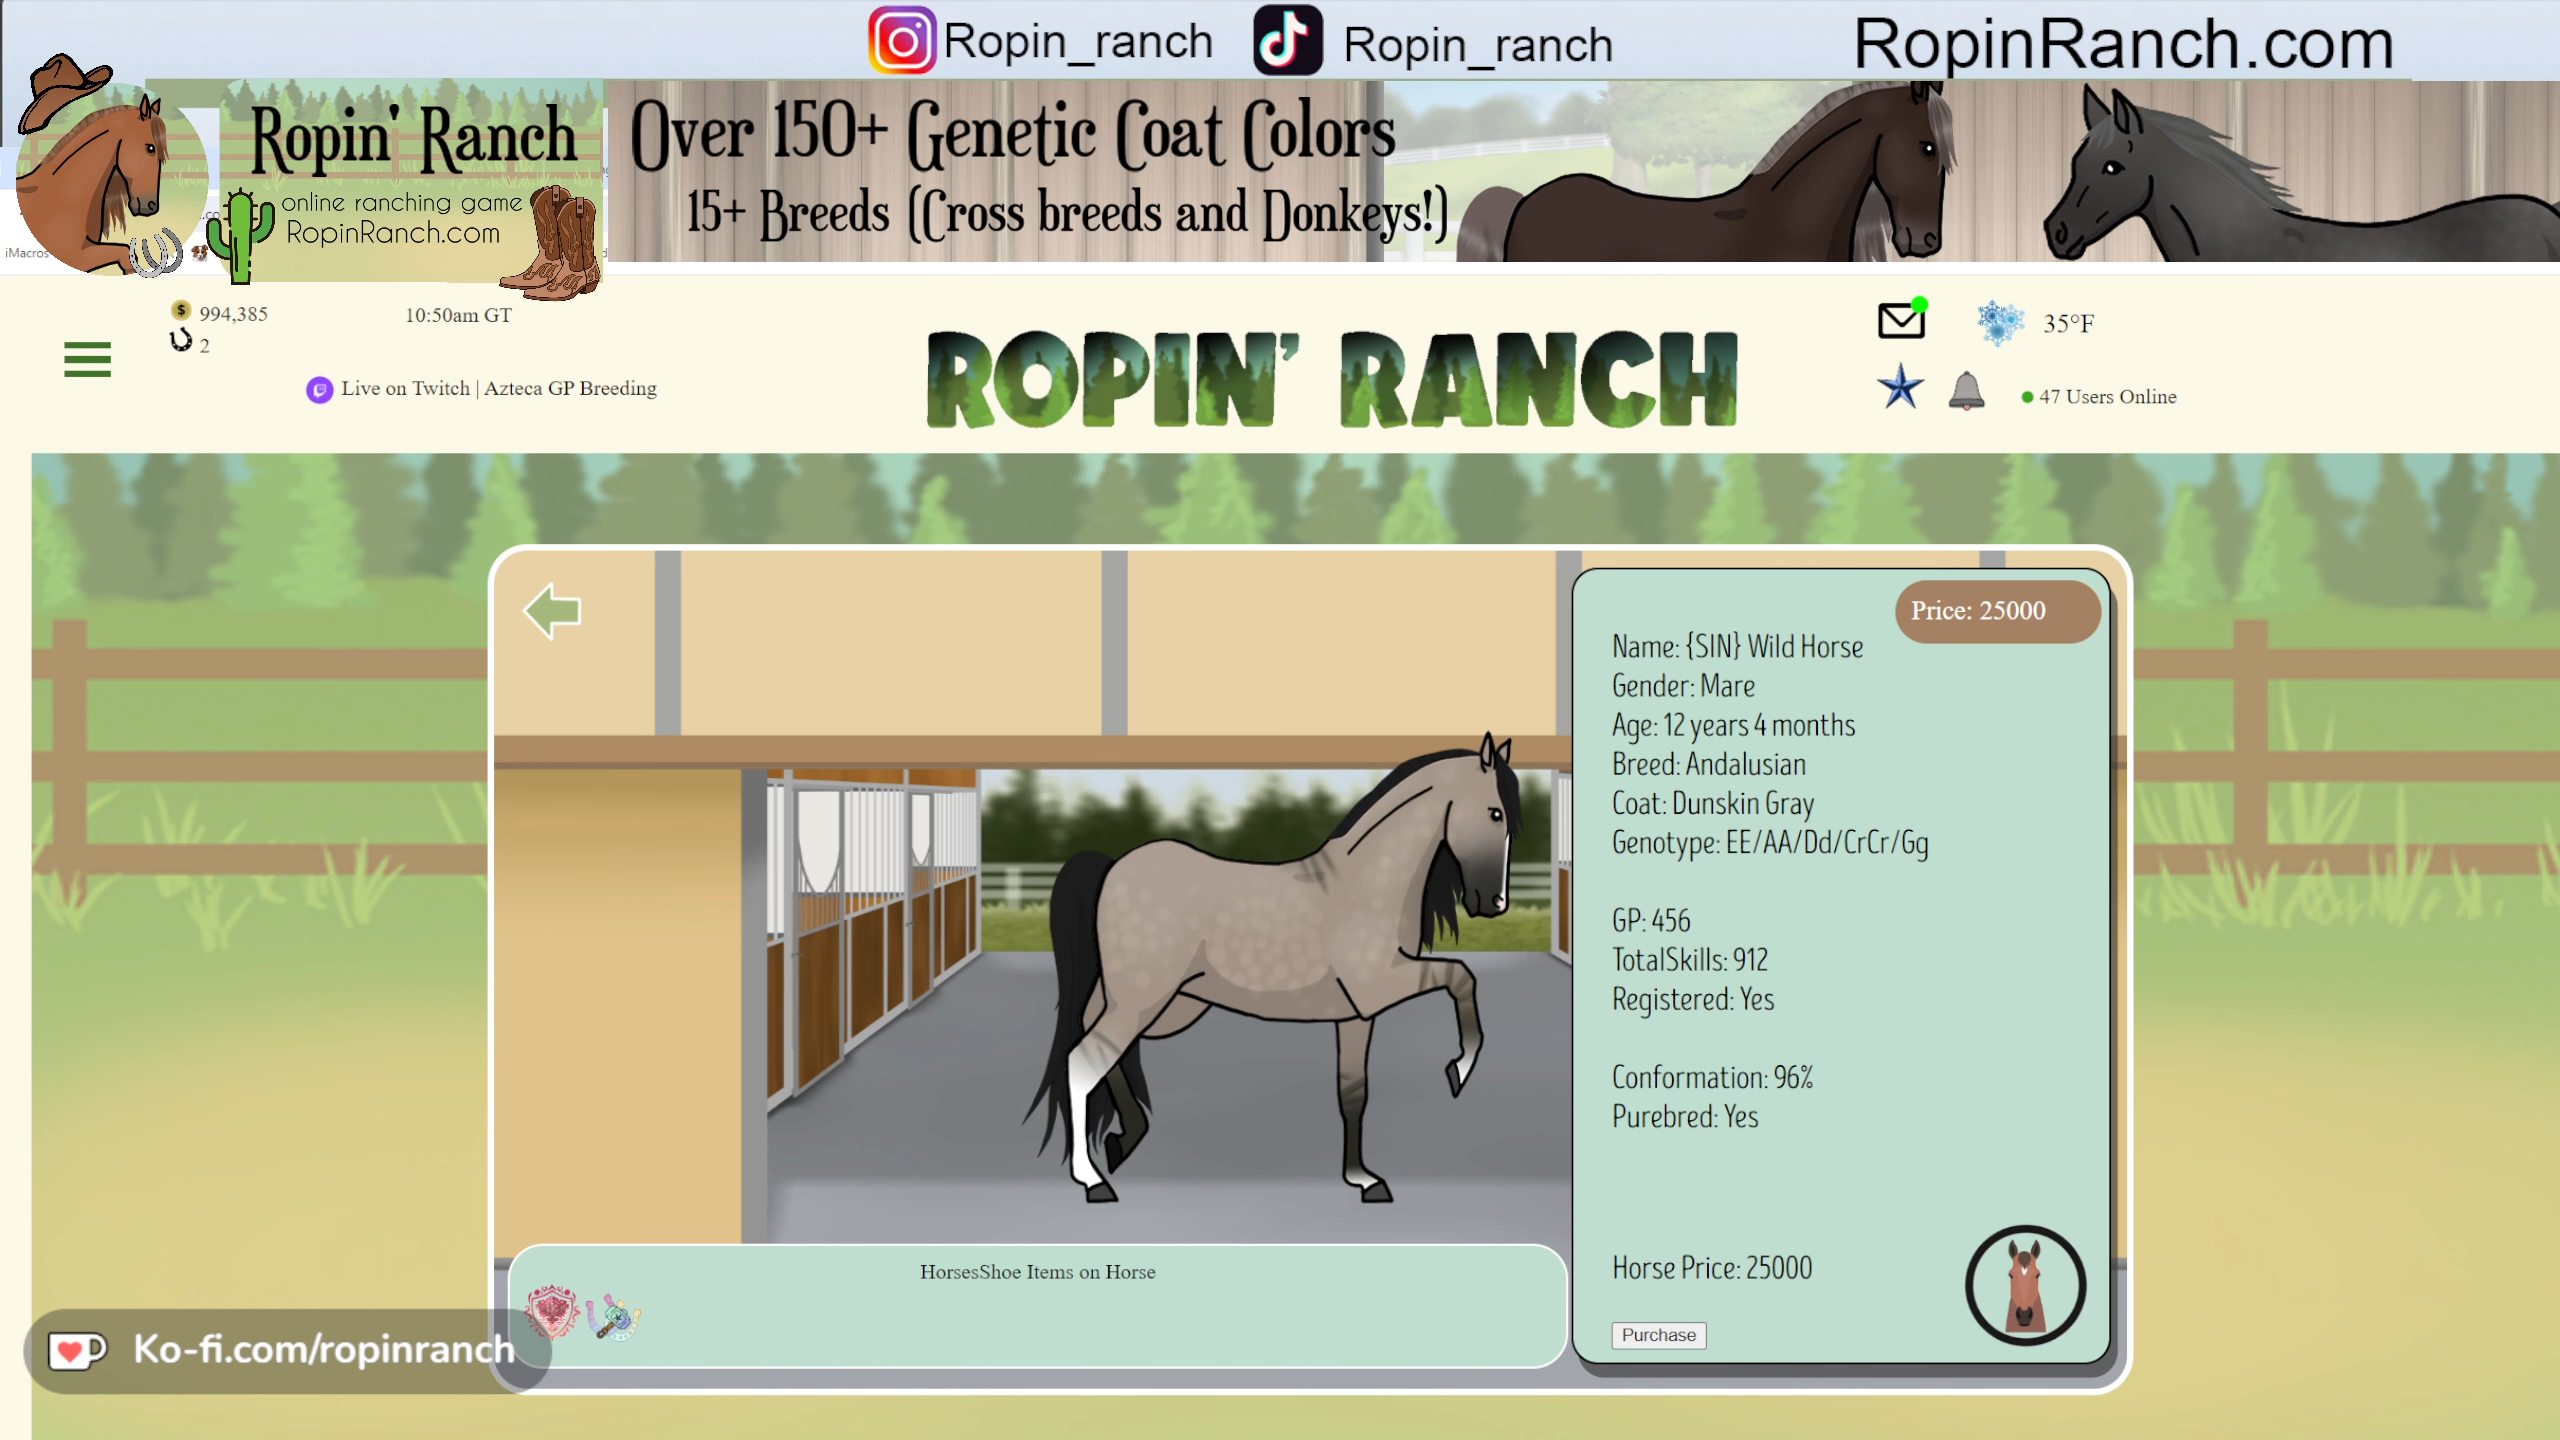 Ropin_ranch
Ropin_ranch
RopinRanch.com
Ropin' Ranch
online ranching game
RopinRanch.com
Over 150+ Genetic Coat Colors
15+ Breeds (Cross breeds and Donkeys!)
iMacros
994,385
2
10:50am GT
Live on Twitch | Azteca GP Breeding
ROPIN' RANCH
35°F
47 Users Online
Price: 25000
Name: {SIN} Wild Horse
Gender: Mare
Age: 12 years 4 months
Breed: Andalusian
Coat: Dunskin Gray
Genotype: EE/AA/Dd/CrCr/Gg
GP: 456
TotalSkills: 912
Registered: Yes
Conformation: 96%
Purebred: Yes
Horse Price: 25000
Purchase
HorsesShoe Items on Horse
Ko-fi.com/ropinranch